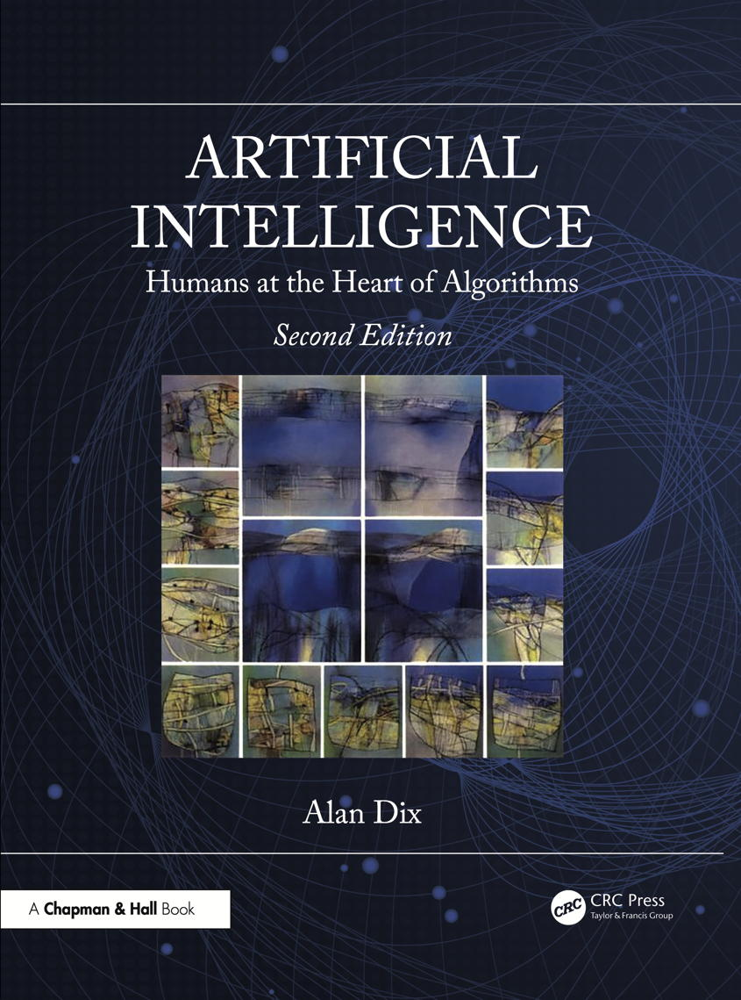 ARTIFICIAL
INTELLIGENCE
Humans at the Heart of Algorithms
Second Edition
Alan Dix
A Chapman & Hall Book
CRC
CRC Press
Taylor & Francis Group